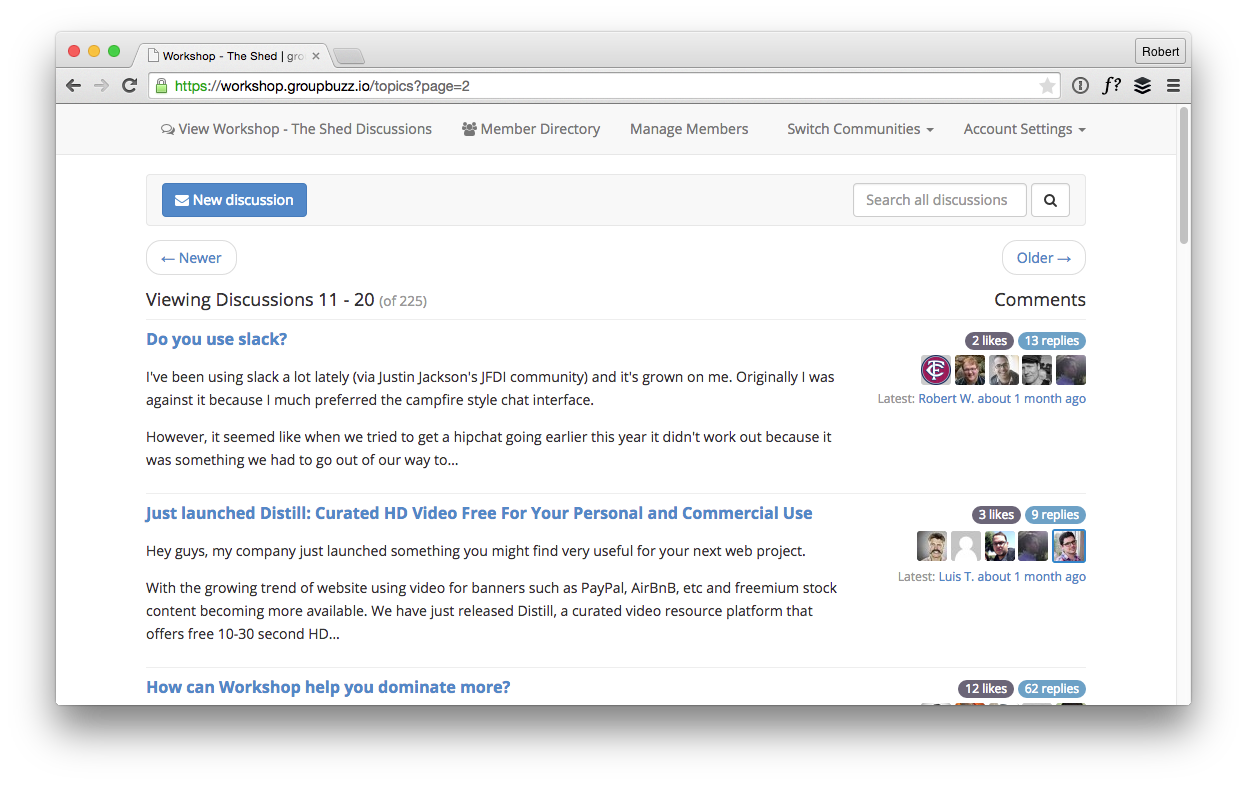 Workshop - The Shed | gro
Robert
https://workshop.groupbuzz.io/topics?page=2
f?
View Workshop - The Shed Discussions
Member Directory
Manage Members
Switch Communities
Account Settings
New discussion
Search all discussions
← Newer
Older →
Viewing Discussions 11 - 20 (of 225)
Comments
Do you use slack?
2 likes
13 replies
I've been using slack a lot lately (via Justin Jackson's JFDI community) and it's grown on me. Originally I was
against it because I much preferred the campfire style chat interface.
Latest: Robert W. about 1 month ago
However, it seemed like when we tried to get a hipchat going earlier this year it didn't work out because it
was something we had to go out of our way to...
Just launched Distill: Curated HD Video Free For Your Personal and Commercial Use
3 likes
9 replies
Hey guys, my company just launched something you might find very useful for your next web project.
Latest: Luis T. about 1 month ago
With the growing trend of website using video for banners such as PayPal, AirBnB, etc and freemium stock
content becoming more available. We have just released Distill, a curated video resource platform that
offers free 10-30 second HD...
How can Workshop help you dominate more?
12 likes
62 replies